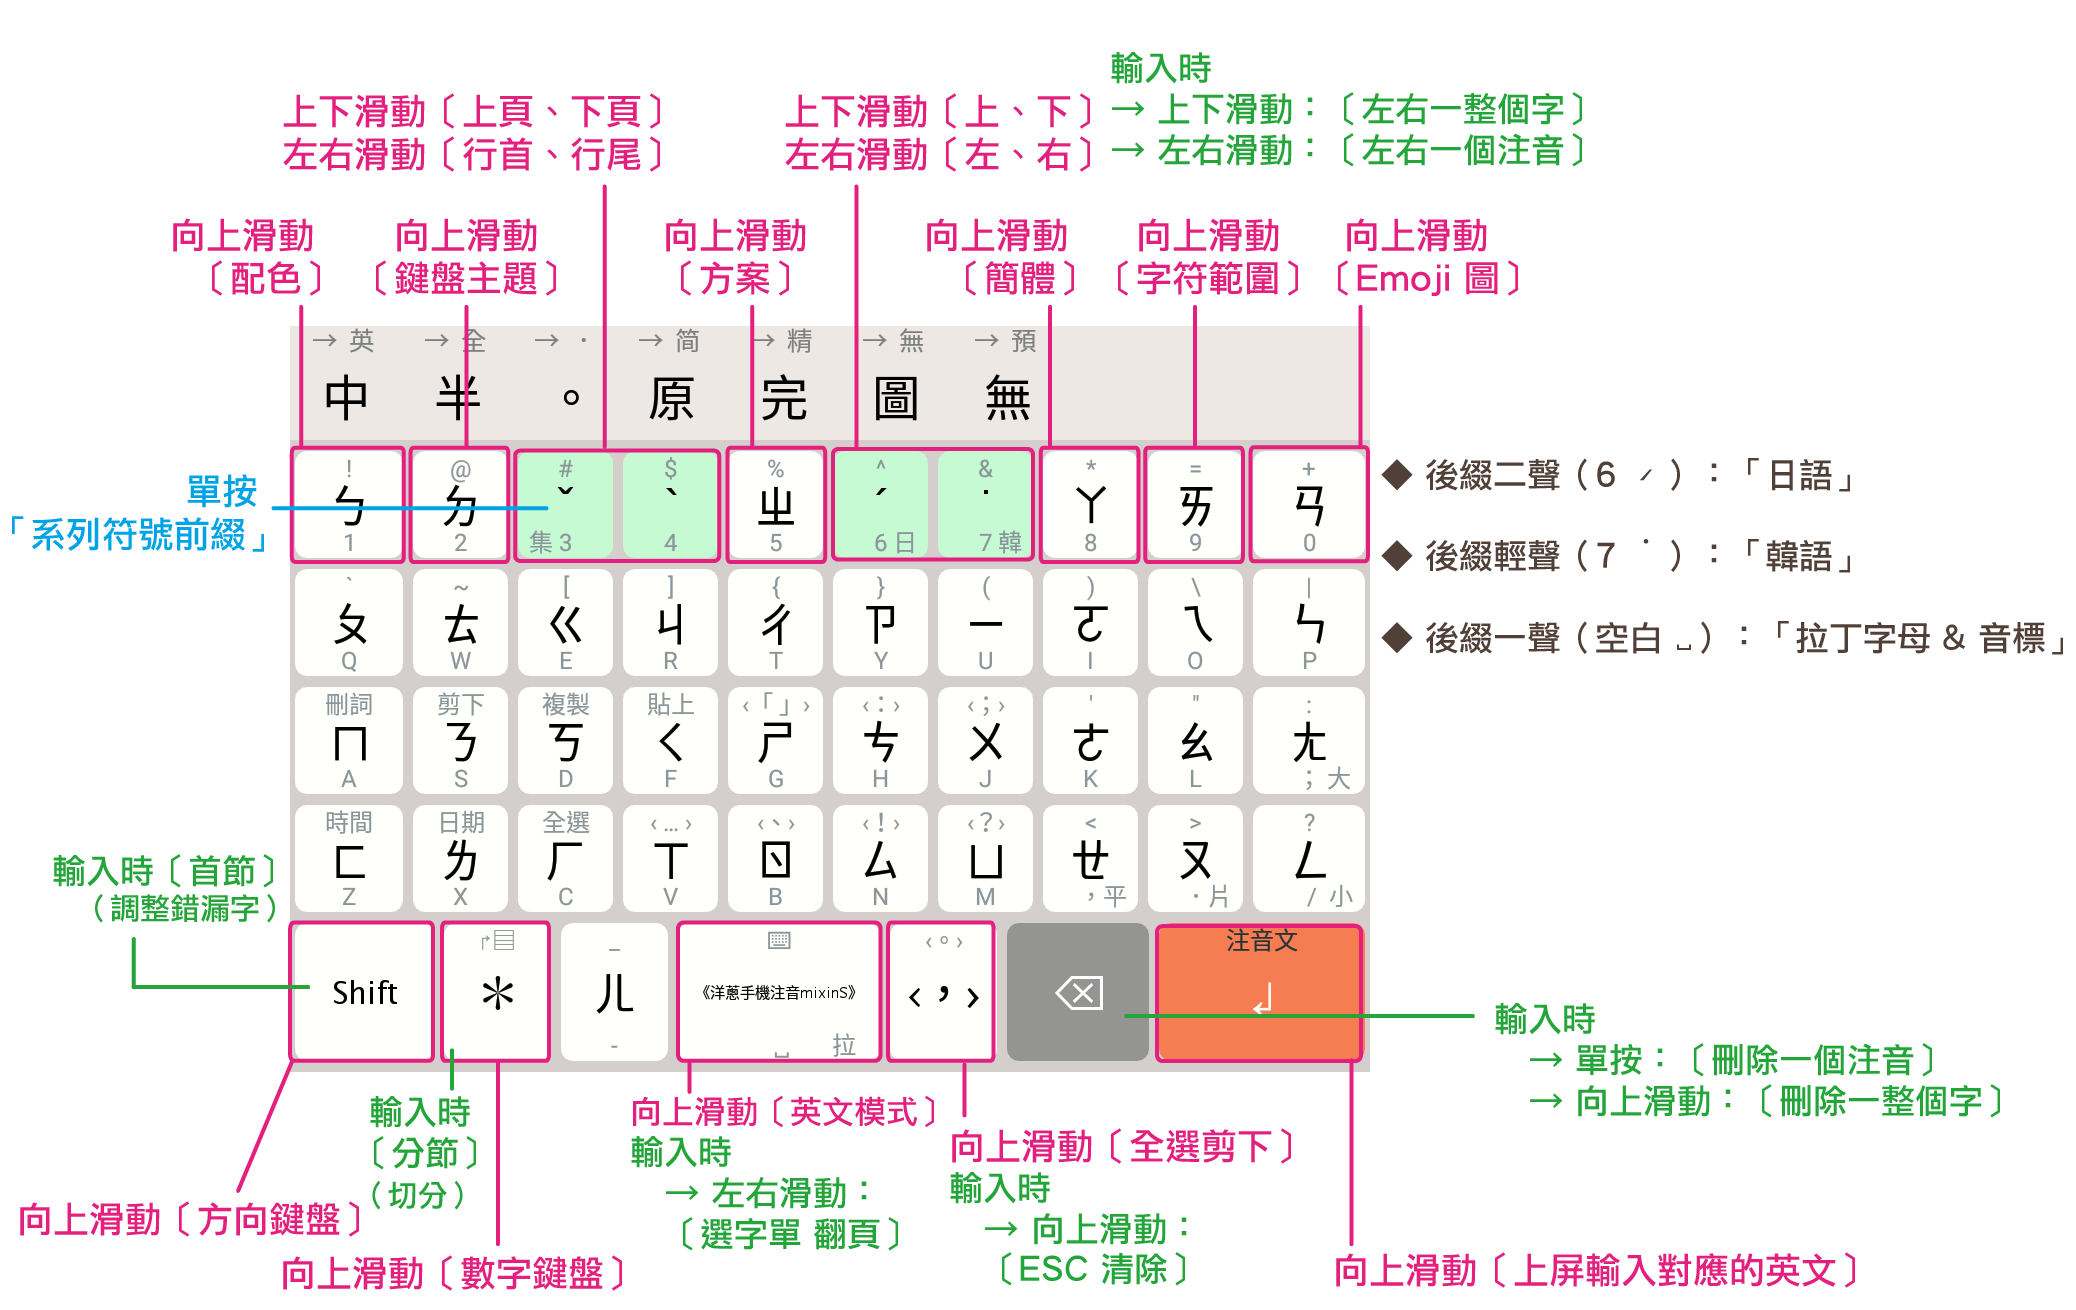 輸入時
→ 上下滑動：〔左右一整個字〕
→ 左右滑動：〔左右一個注音〕
上下滑動〔上頁、下頁〕
左右滑動〔行首、行尾〕
上下滑動〔上、下〕
左右滑動〔左、右〕
向上滑動
〔配色〕
向上滑動
〔鍵盤主題〕
向上滑動
〔方案〕
向上滑動
〔簡體〕
向上滑動
〔字符範圍〕
向上滑動
〔Emoji 圖〕
→ 英 → 全 → · → 简 → 精 → 無 → 預
中 半 。 原 完 圖 無
單按
「系列符號前綴」
! @ # $ % ^ & * = +
ㄅ ㄉ ˇ ˋ ㄓ ˊ ˙ ㄚ ㄞ ㄢ
1 2 集 3 4 5 6 日 7 韓 8 9 0
◆ 後綴二聲（6 ˊ）：「日語」
◆ 後綴輕聲（7 ˙）：「韓語」
◆ 後綴一聲（空白 ␣）：「拉丁字母 & 音標」
` ~ [ ] { } ( ) \ |
ㄆ ㄊ ㄍ ㄐ ㄔ ㄗ ㄧ ㄛ ㄟ ㄣ
Q W E R T Y U I O P
刪詞 剪下 複製 貼上 ‹「」› ‹：› ‹；› ' " :
ㄇ ㄋ ㄎ ㄑ ㄕ ㄘ ㄨ ㄜ ㄠ ㄤ
A S D F G H J K L ; 大
時間 日期 全選 ‹…› ‹、› ‹！› ‹？› < > ?
ㄈ ㄌ ㄏ ㄒ ㄖ ㄙ ㄩ ㄝ ㄡ ㄥ
Z X C V B N M ，平 ．片 / 小
輸入時〔首節〕
（調整錯漏字）
Shift
＊
_
ㄦ
-
《洋蔥手機注音mixinS》
␣ 拉
‹。›
‹，›
注音文
↲
輸入時
→ 單按：〔刪除一個注音〕
→ 向上滑動：〔刪除一整個字〕
輸入時
〔分節〕
（切分）
向上滑動〔英文模式〕
輸入時
→ 左右滑動：
〔選字單 翻頁〕
向上滑動〔全選剪下〕
輸入時
→ 向上滑動：
〔ESC 清除〕
向上滑動〔方向鍵盤〕
向上滑動〔數字鍵盤〕
向上滑動〔上屏輸入對應的英文〕